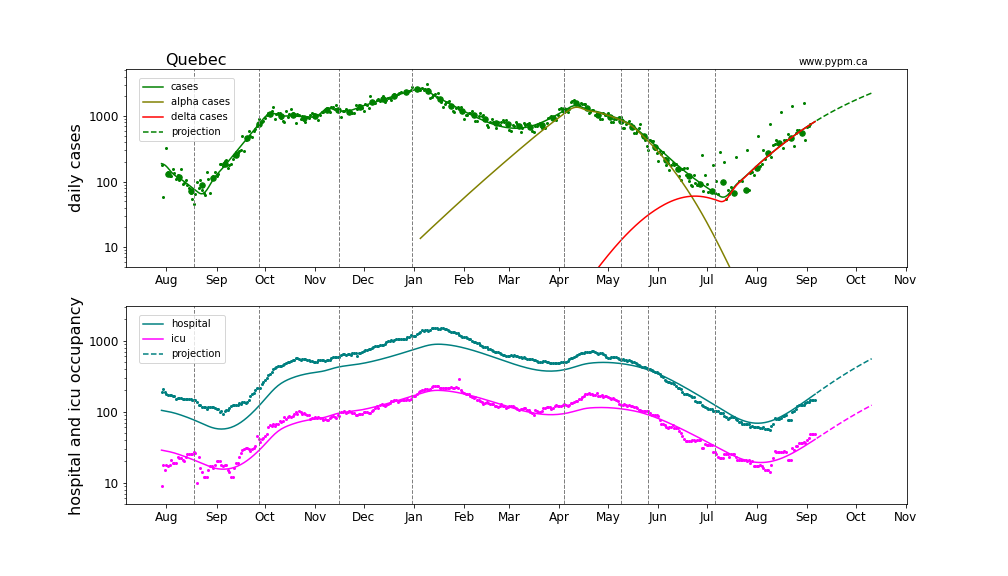 Quebec
www.pypm.ca
daily cases
1000
100
10
cases
alpha cases
delta cases
projection
Aug Sep Oct Nov Dec Jan Feb Mar Apr May Jun Jul Aug Sep Oct Nov
hospital and icu occupancy
1000
100
10
hospital
icu
projection
Aug Sep Oct Nov Dec Jan Feb Mar Apr May Jun Jul Aug Sep Oct Nov